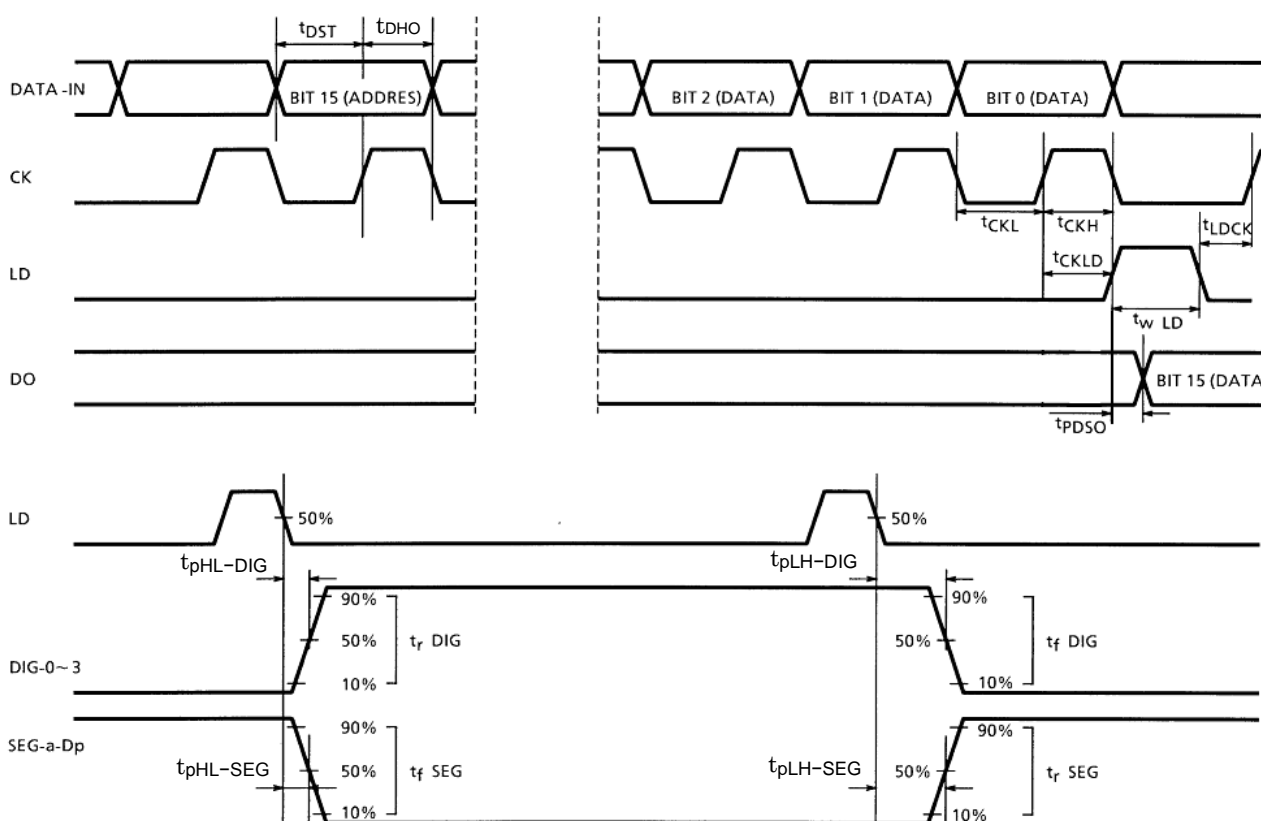 tDST tDHO
DATA -IN BIT 15 (ADDRES) BIT 2 (DATA) BIT 1 (DATA) BIT 0 (DATA)
CK
tCKL tCKH tLDCK
LD tCKLD
tw LD
DO BIT 15 (DATA
tPDSO
LD 50% 50%
tpHL-DIG tpLH-DIG
90% 90%
50% tr DIG 50% tf DIG
DIG-0~3 10% 10%
SEG-a-Dp 90% 90%
tpHL-SEG 50% tf SEG tpLH-SEG 50% tr SEG
10% 10%